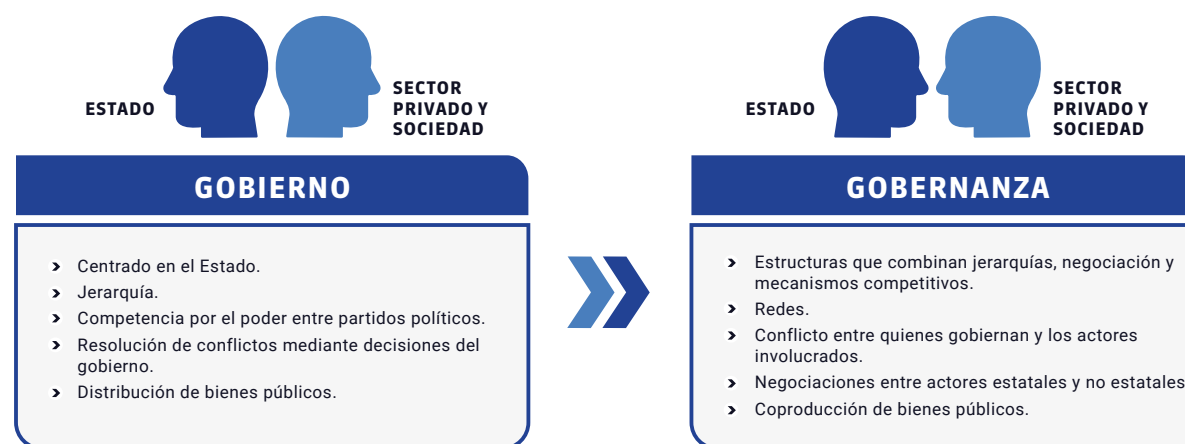 ESTADO
SECTOR
PRIVADO Y
SOCIEDAD
GOBIERNO
Centrado en el Estado.
Jerarquía.
Competencia por el poder entre partidos políticos.
Resolución de conflictos mediante decisiones del
gobierno.
Distribución de bienes públicos.
ESTADO
SECTOR
PRIVADO Y
SOCIEDAD
GOBERNANZA
Estructuras que combinan jerarquías, negociación y
mecanismos competitivos.
Redes.
Conflicto entre quienes gobiernan y los actores
involucrados.
Negociaciones entre actores estatales y no estatales
Coproducción de bienes públicos.